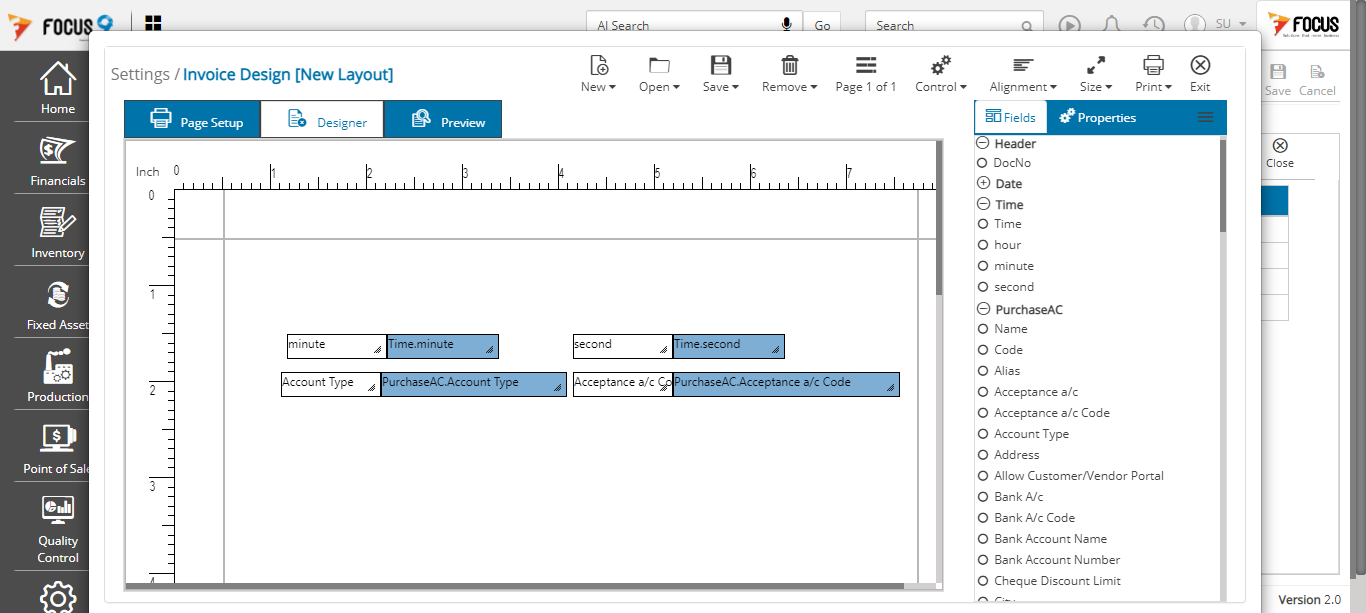 FOCUS
AI Search
Go
Search
SU
FOCUS
Settings / Invoice Design [New Layout]
New
Open
Save
Remove
Page 1 of 1
Control
Alignment
Size
Print
Exit
Save
Cancel
Page Setup
Designer
Preview
Fields
Properties
Close
Home
Financials
Inventory
Fixed Asset
Production
Point of Sale
Quality
Control
Inch
0
1
2
3
4
5
6
7
0
1
2
3
4
minute
Time.minute
second
Time.second
Account Type
PurchaseAC.Account Type
Acceptance a/c Co
PurchaseAC.Acceptance a/c Code
Header
DocNo
Date
Time
Time
hour
minute
second
PurchaseAC
Name
Code
Alias
Acceptance a/c
Acceptance a/c Code
Account Type
Address
Allow Customer/Vendor Portal
Bank A/c
Bank A/c Code
Bank Account Name
Bank Account Number
Cheque Discount Limit
City
Version 2.0